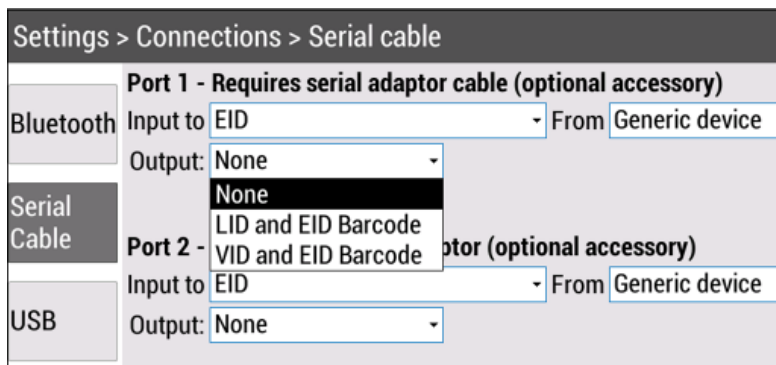 Settings > Connections > Serial cable
Port 1 - Requires serial adaptor cable (optional accessory)
Bluetooth
Input to EID From Generic device
Output: None
None
LID and EID Barcode
VID and EID Barcode
Serial
Cable
Port 2 - ptor (optional accessory)
Input to EID From Generic device
USB
Output: None